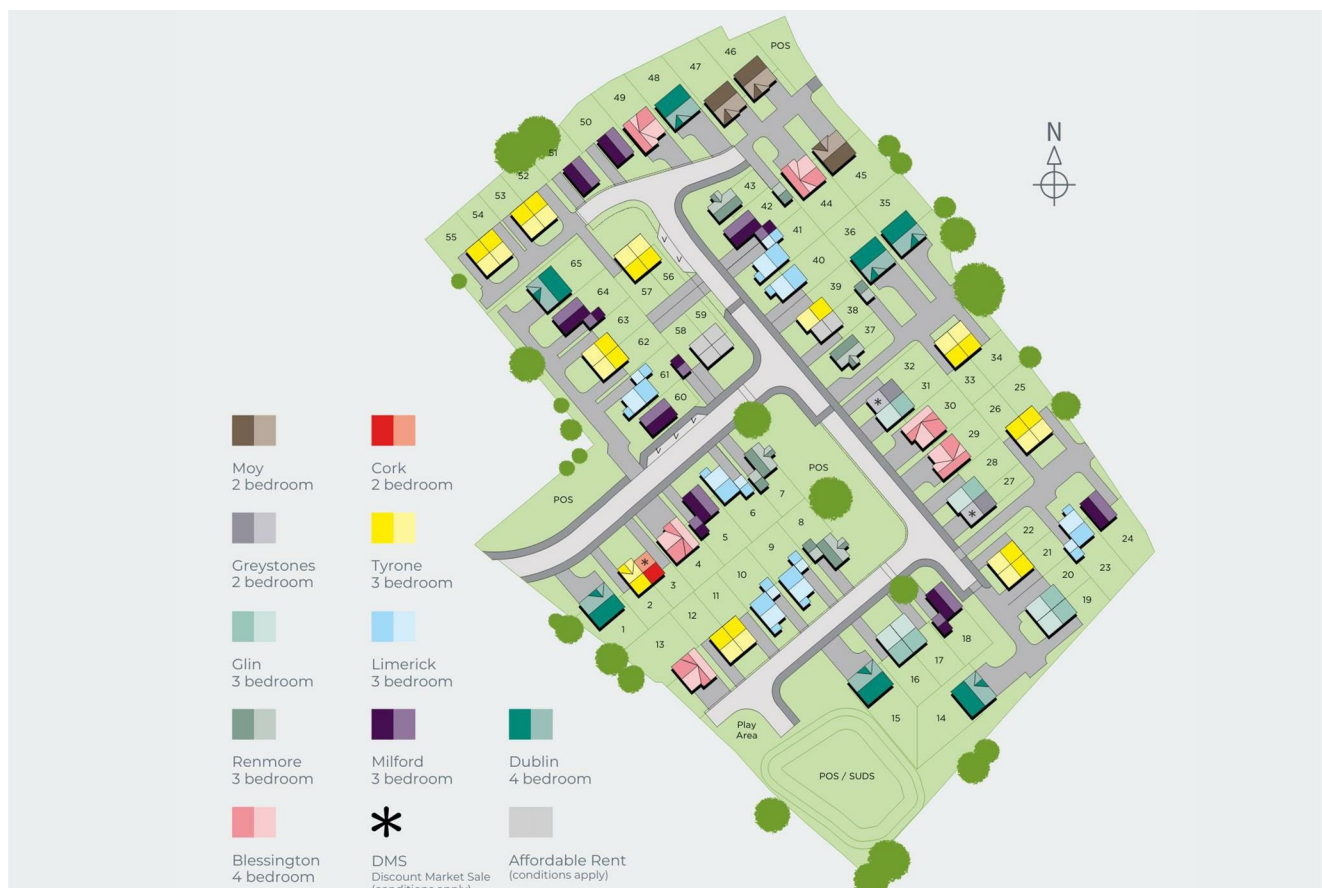 46
POS
47
48
49
50
51
52
53
54
55
N
45
43
42
44
41
35
36
40
39
38
37
65
64
56
57
63
59
58
62
61
60
34
32
33
31
25
30
26
29
28
27
V
V
V
V
V
*
*
*
POS
POS
7
6
8
5
9
4
10
3
11
2
12
1
13
22
21
24
20
23
19
18
17
16
15
14
Play
Area
POS / SUDS
Moy
2 bedroom
Cork
2 bedroom
Greystones
2 bedroom
Tyrone
3 bedroom
Glin
3 bedroom
Limerick
3 bedroom
Renmore
3 bedroom
Milford
3 bedroom
Dublin
4 bedroom
Blessington
4 bedroom
*
DMS
Discount Market Sale
(conditions apply)
Affordable Rent
(conditions apply)